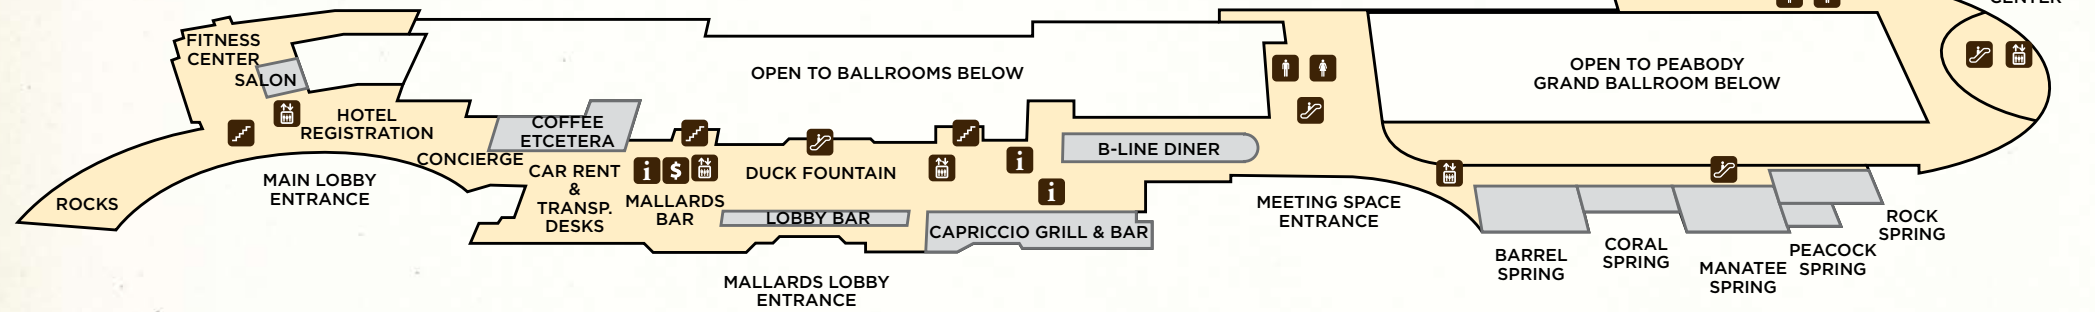 CENTER
FITNESS
CENTER
SALON
HOTEL
REGISTRATION
ROCKS
MAIN LOBBY
ENTRANCE
CONCIERGE
COFFEE
ETCETERA
CAR RENT
&
TRANSP.
DESKS
i
$
MALLARDS
BAR
OPEN TO BALLROOMS BELOW
DUCK FOUNTAIN
LOBBY BAR
MALLARDS LOBBY
ENTRANCE
i
i
B-LINE DINER
CAPRICCIO GRILL & BAR
MEETING SPACE
ENTRANCE
OPEN TO PEABODY
GRAND BALLROOM BELOW
BARREL
SPRING
CORAL
SPRING
MANATEE
SPRING
PEACOCK
SPRING
ROCK
SPRING